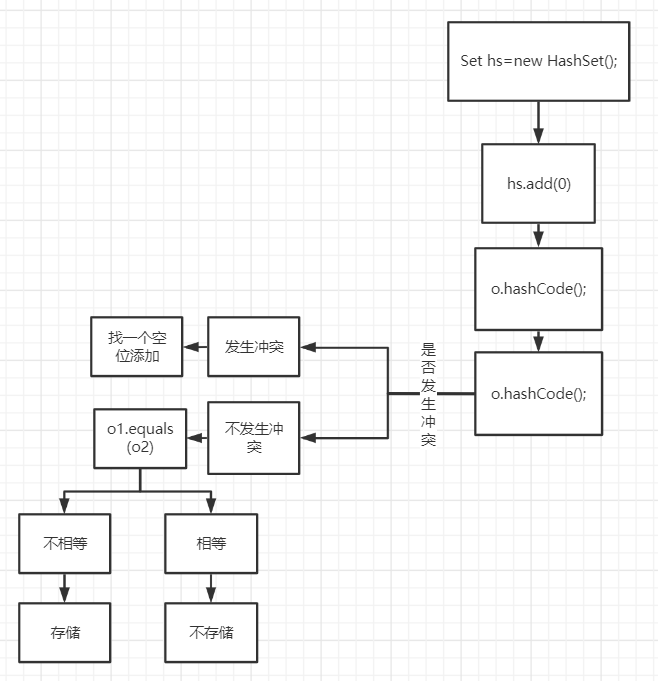 Set hs=new HashSet();
hs.add(0)
o.hashCode();
o.hashCode();
是否发生冲突
发生冲突
找一个空
位添加
不发生冲
突
o1.equals
(o2)
不相等
相等
存储
不存储